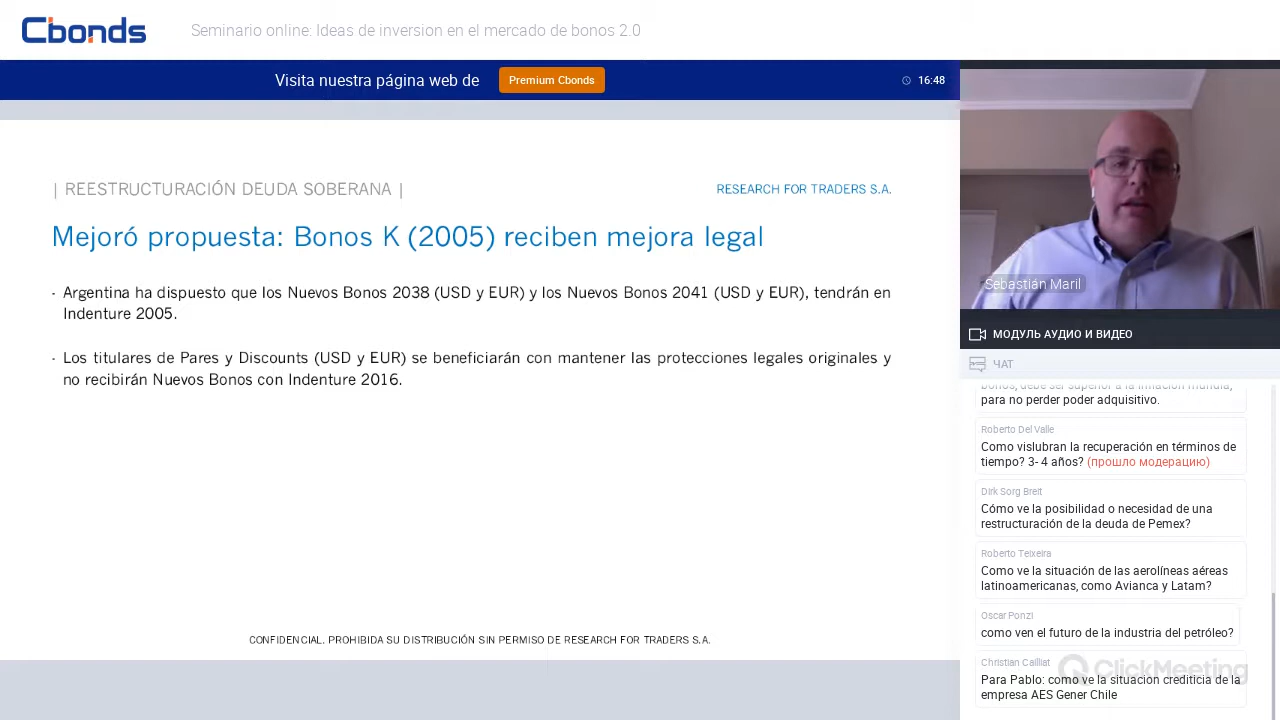 Cbonds
Seminario online: Ideas de inversion en el mercado de bonos 2.0
Visita nuestra página web de
Premium Cbonds
16:48
| REESTRUCTURACIÓN DEUDA SOBERANA |
RESEARCH FOR TRADERS S.A.
Mejoró propuesta: Bonos K (2005) reciben mejora legal
- Argentina ha dispuesto que los Nuevos Bonos 2038 (USD y EUR) y los Nuevos Bonos 2041 (USD y EUR), tendrán en
Indenture 2005.
- Los titulares de Pares y Discounts (USD y EUR) se beneficiarán con mantener las protecciones legales originales y
no recibirán Nuevos Bonos con Indenture 2016.
CONFIDENCIAL. PROHIBIDA SU DISTRIBUCIÓN SIN PERMISO DE RESEARCH FOR TRADERS S.A.
Sebastián Maril
МОДУЛЬ АУДИО И ВИДЕО
ЧАТ
bonos, debe ser superior a la inflacion mundia,
para no perder poder adquisitivo.
Roberto Del Valle
Como vislubran la recuperación en términos de
tiempo? 3- 4 años? (прошло модерацию)
Dirk Sorg Breit
Cómo ve la posibilidad o necesidad de una
restructuración de la deuda de Pemex?
Roberto Teixeira
Como ve la situación de las aerolíneas aéreas
latinoamericanas, como Avianca y Latam?
Oscar Ponzi
como ven el futuro de la industria del petróleo?
Christian Cailliat
ClickMeeting
Para Pablo: como ve la situacion crediticia de la
empresa AES Gener Chile